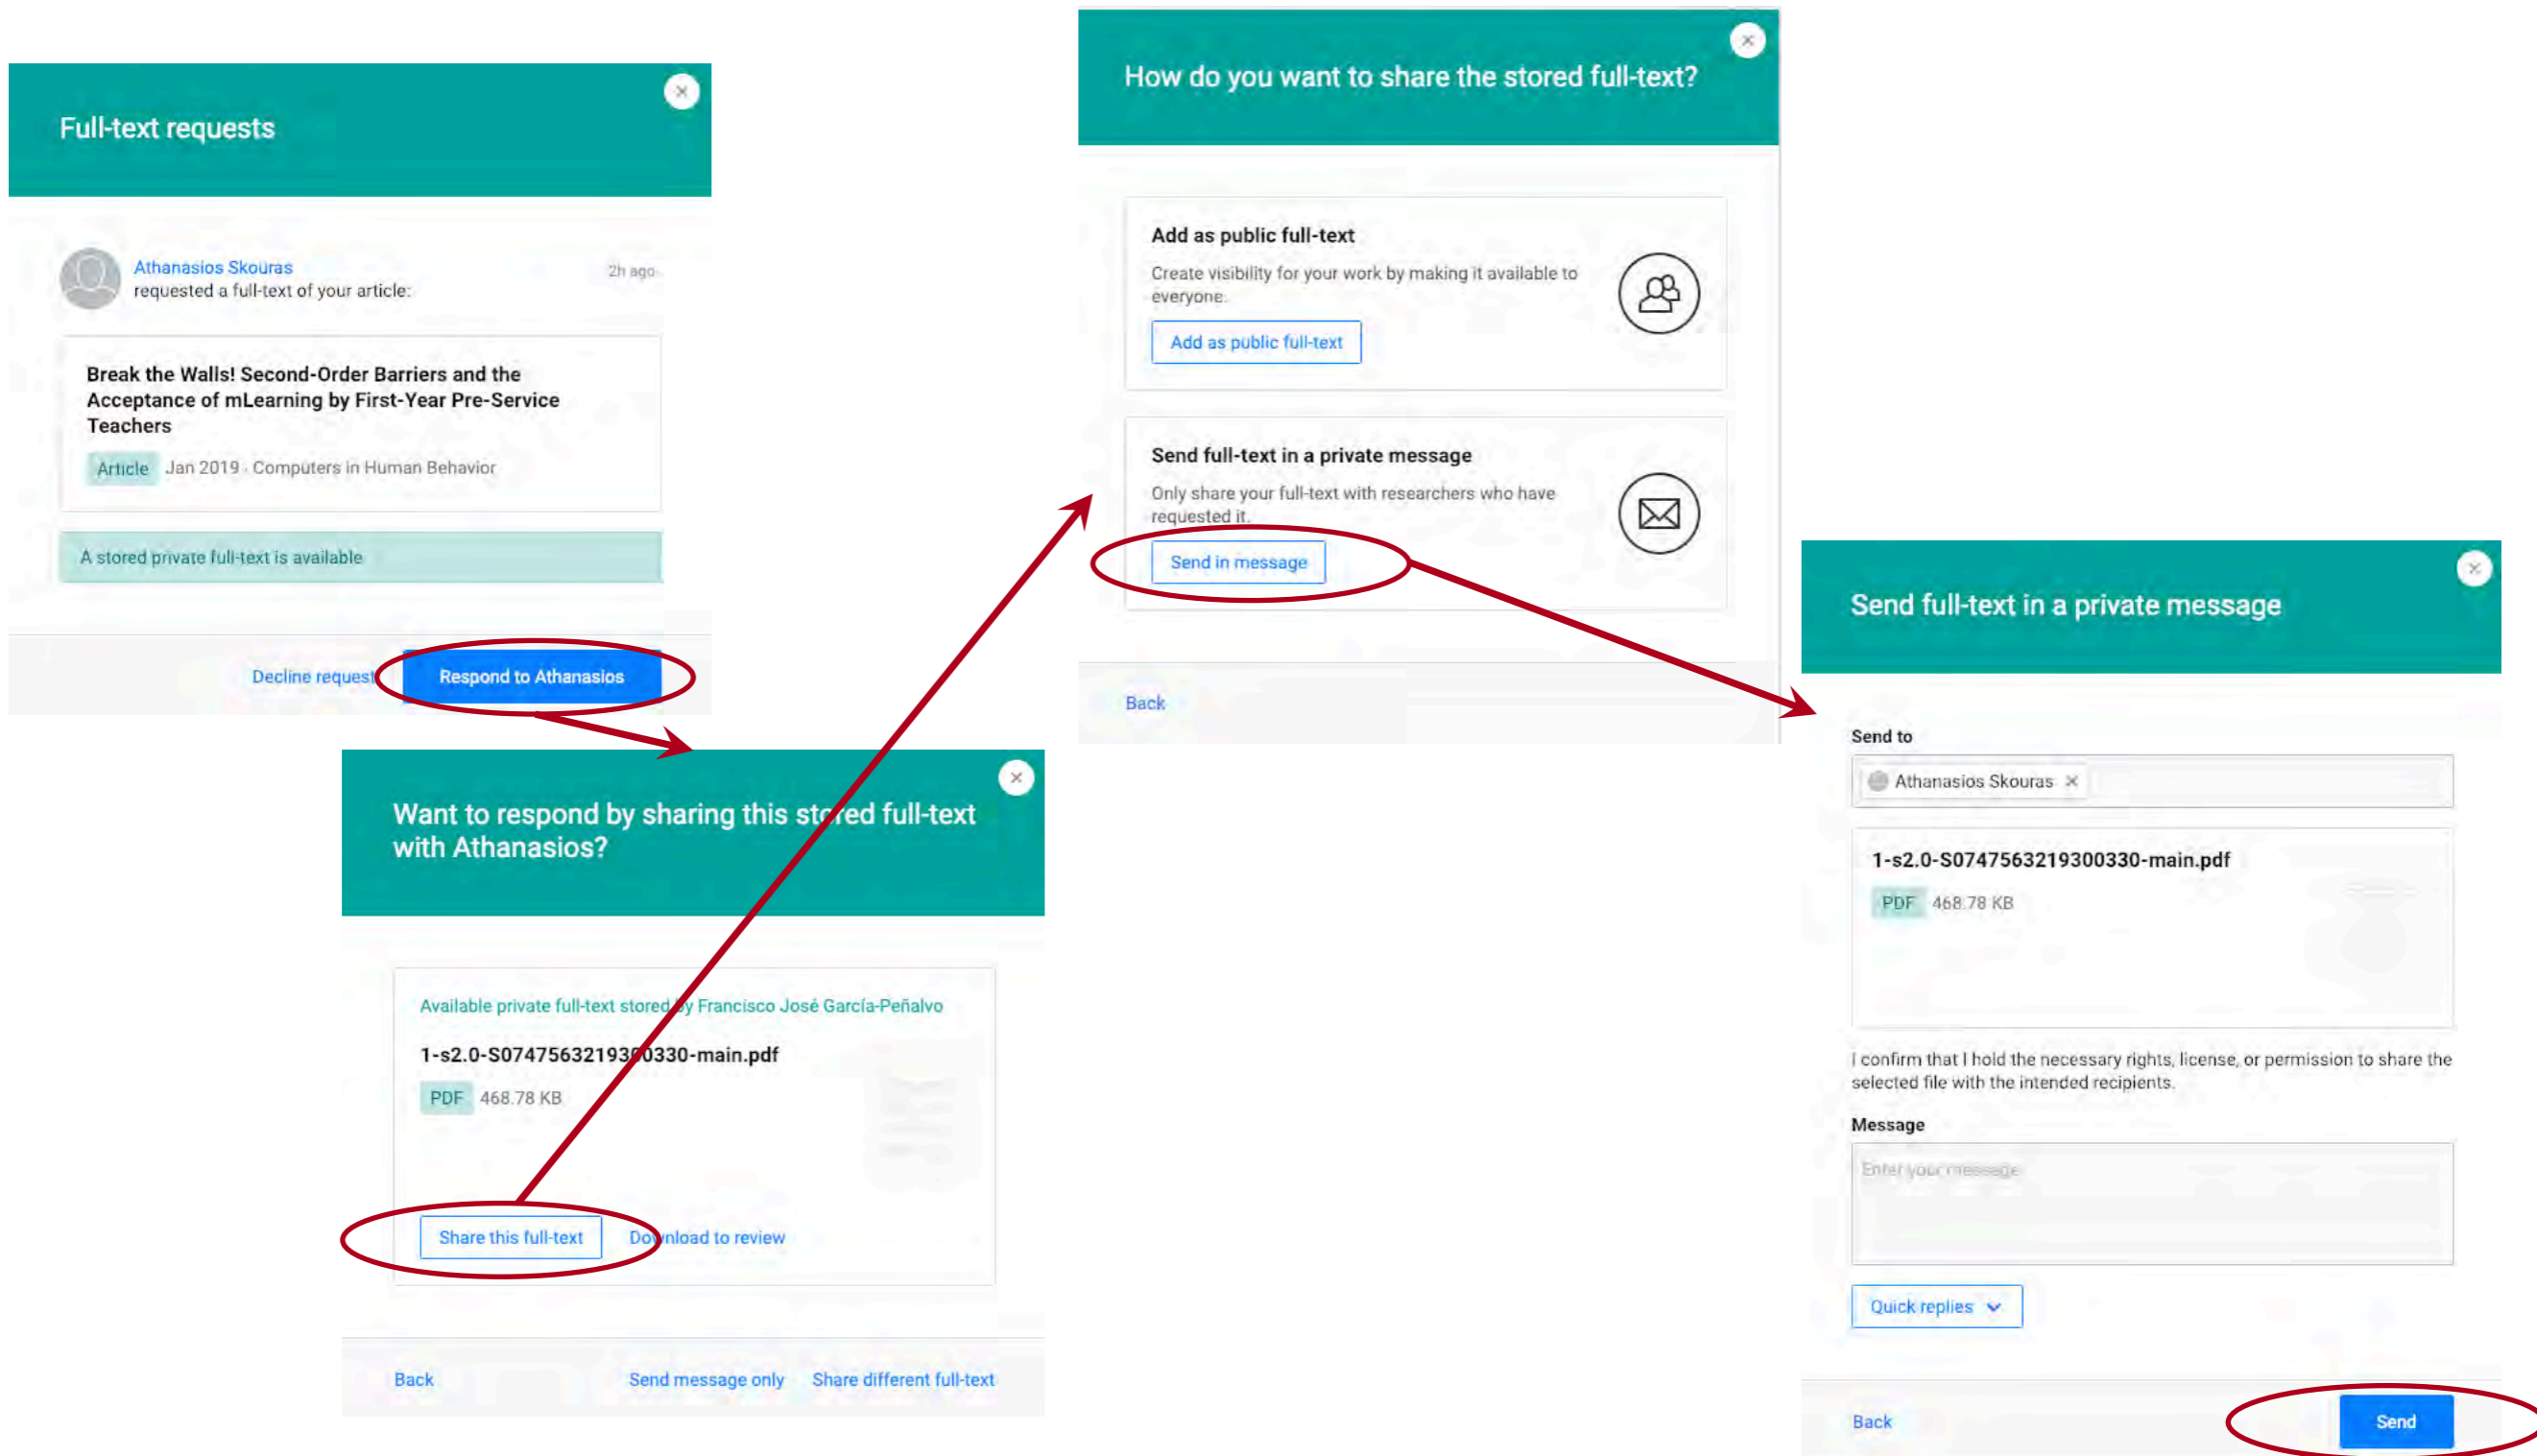 Full-text requests
Athanasios Skouras
2h ago
requested a full-text of your article:
Break the Walls! Second-Order Barriers and the
Acceptance of mLearning by First-Year Pre-Service
Teachers
Article Jan 2019 · Computers in Human Behavior
A stored private full-text is available
Decline request Respond to Athanasios
Want to respond by sharing this stored full-text
with Athanasios?
Available private full-text stored by Francisco José García-Peñalvo
1-s2.0-S0747563219300330-main.pdf
PDF 468.78 KB
Share this full-text Download to review
Back Send message only Share different full-text
How do you want to share the stored full-text?
Add as public full-text
Create visibility for your work by making it available to
everyone.
Add as public full-text
Send full-text in a private message
Only share your full-text with researchers who have
requested it.
Send in message
Back
Send full-text in a private message
Send to
Athanasios Skouras ×
1-s2.0-S0747563219300330-main.pdf
PDF 468.78 KB
I confirm that I hold the necessary rights, license, or permission to share the
selected file with the intended recipients.
Message
Enter your message
Quick replies
Back Send